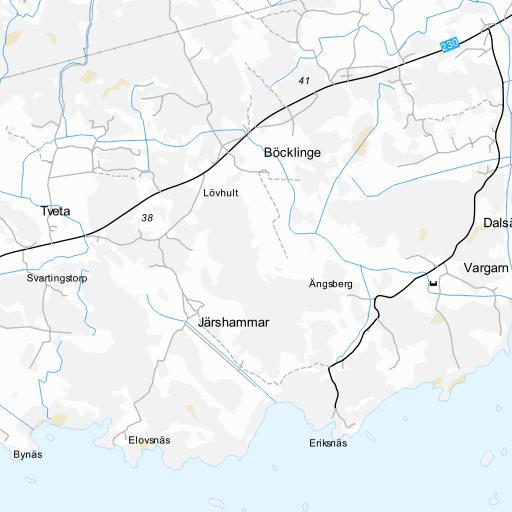 230
41
Böcklinge
Lövhult
Tveta
38
Dalsä
Vargarn
Svartingstorp
Ängsberg
Järshammar
Elovsnäs
Eriksnäs
Bynäs